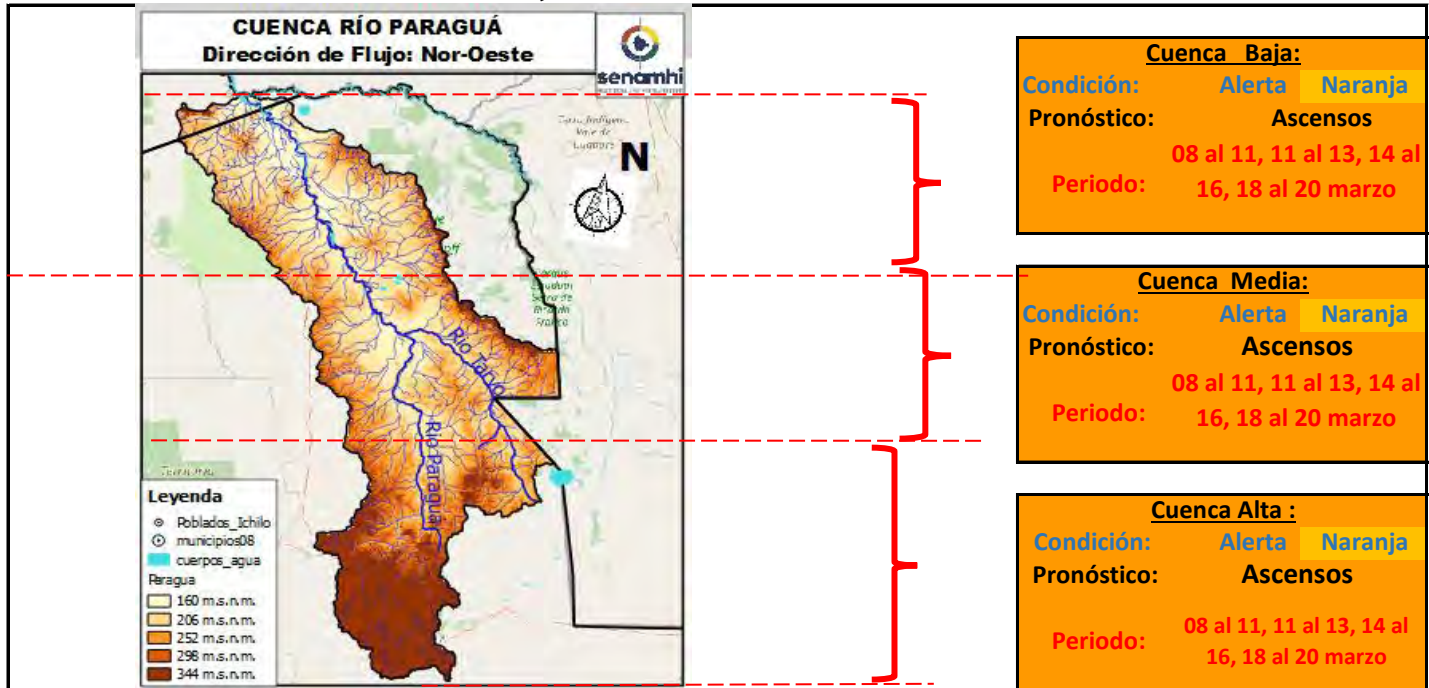 CUENCA RÍO PARAGUÁ
Dirección de Flujo: Nor-Oeste
senamhi
N
Río Tarvo
Río Paragua
Leyenda
Poblados_Ichilo
municipios08
cuerpos_agua
Paragua
160 m.s.n.m.
206 m.s.n.m.
252 m.s.n.m.
298 m.s.n.m.
344 m.s.n.m.
Cuenca Baja:
Condición: Alerta Naranja
Pronóstico: Ascensos
08 al 11, 11 al 13, 14 al
Periodo: 16, 18 al 20 marzo
Cuenca Media:
Condición: Alerta Naranja
Pronóstico: Ascensos
08 al 11, 11 al 13, 14 al
Periodo: 16, 18 al 20 marzo
Cuenca Alta :
Condición: Alerta Naranja
Pronóstico: Ascensos
Periodo: 08 al 11, 11 al 13, 14 al
16, 18 al 20 marzo